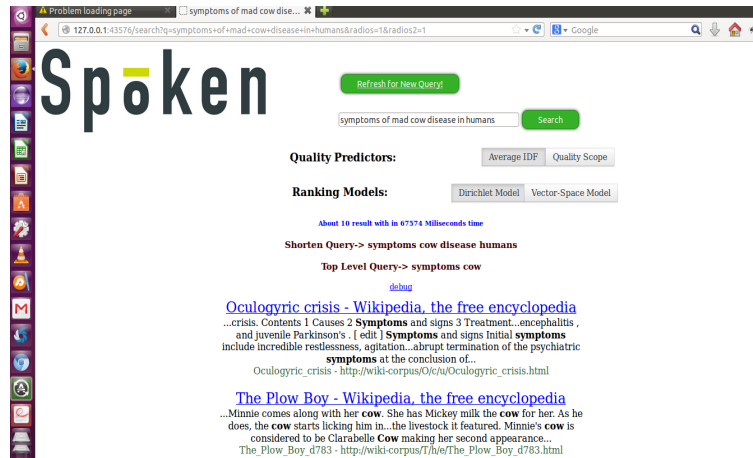 Problem loading page
symptoms of mad cow dise...
127.0.0.1:43576/search?q=symptoms+of+mad+cow+disease+in+humans&radios=1&radios2=1
Google
Spōken
Refresh for New Query!
symptoms of mad cow disease in humans
Search
Quality Predictors:
Average IDF
Quality Scope
Ranking Models:
Dirichlet Model
Vector-Space Model
About 10 result with in 67574 Miliseconds time
Shorten Query-> symptoms cow disease humans
Top Level Query-> symptoms cow
debug
Oculogyric crisis - Wikipedia, the free encyclopedia
...crisis. Contents 1 Causes 2 Symptoms and signs 3 Treatment...encephalitis ,
and juvenile Parkinson's . [ edit ] Symptoms and signs Initial symptoms
include incredible restlessness, agitation...abrupt termination of the psychiatric
symptoms at the conclusion of...
Oculogyric_crisis - http://wiki-corpus/O/c/u/Oculogyric_crisis.html
The Plow Boy - Wikipedia, the free encyclopedia
...Minnie comes along with her cow. She has Mickey milk the cow for her. As he
does, the cow starts licking him in...the livestock it featured. Minnie's cow is
considered to be Clarabelle Cow making her second appearance...
The_Plow_Boy_d783 - http://wiki-corpus/T/h/e/The_Plow_Boy_d783.html